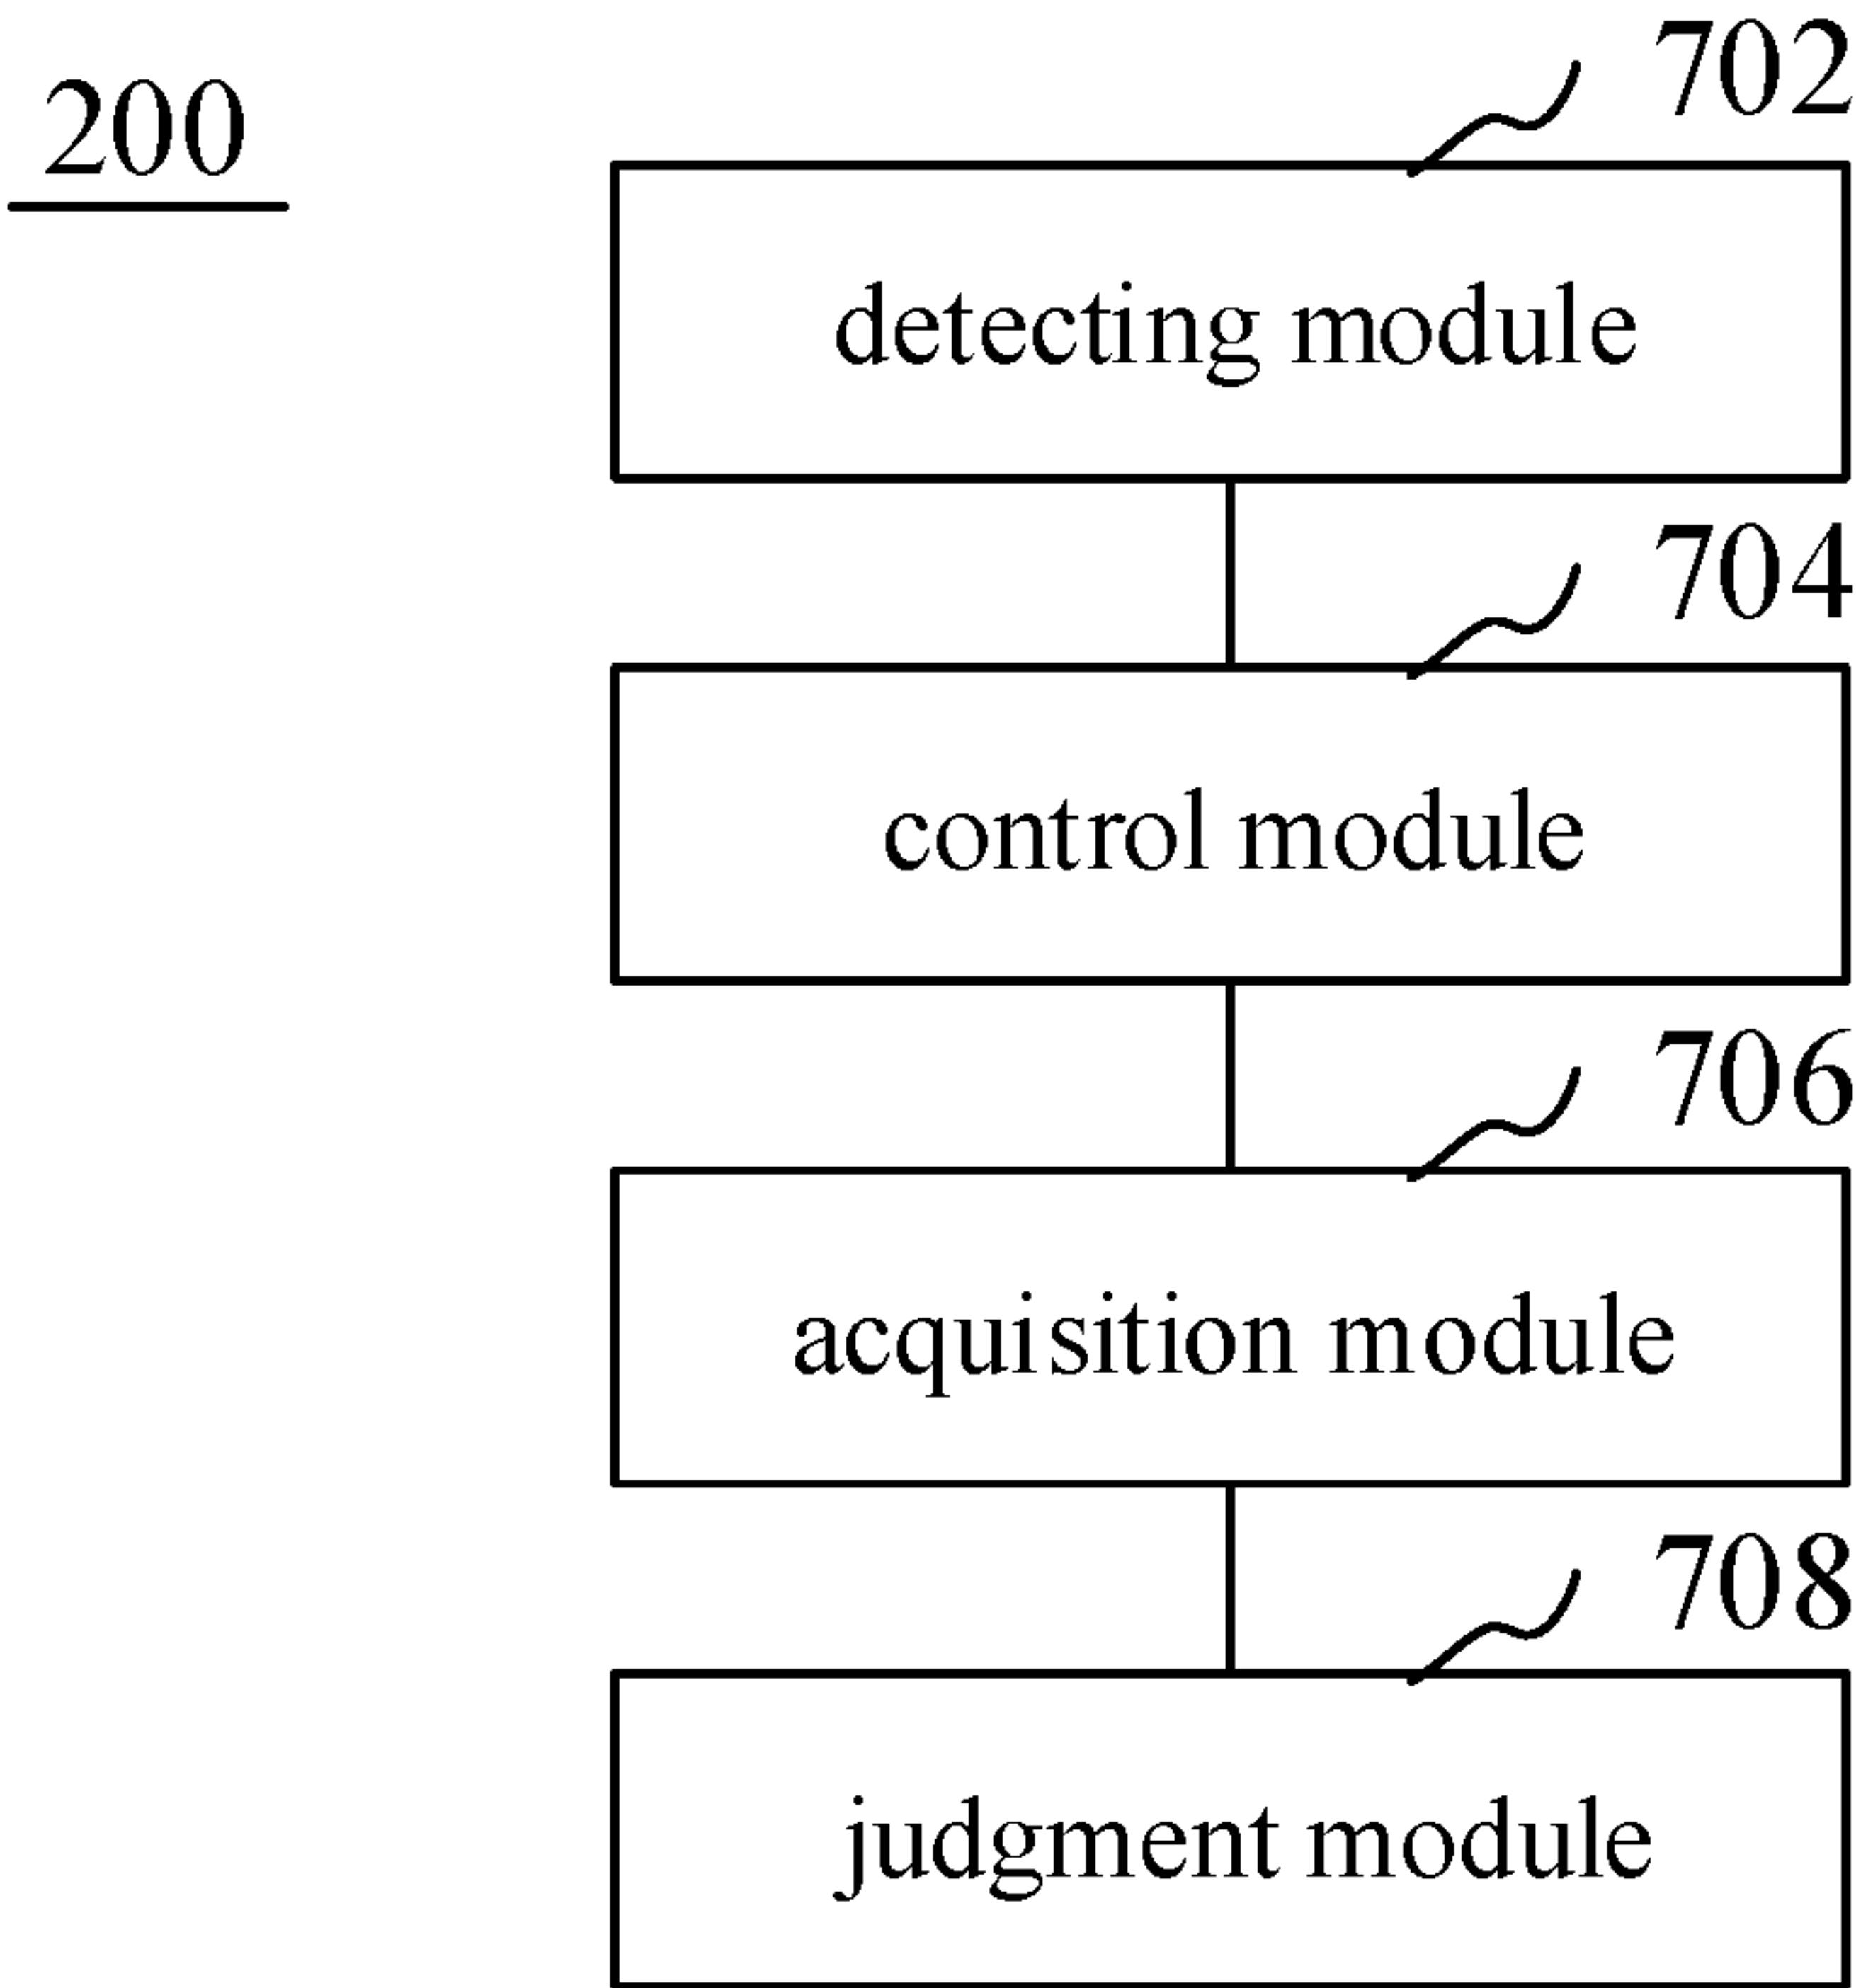 200
702
detecting module
704
control module
706
acquisition module
708
judgment module